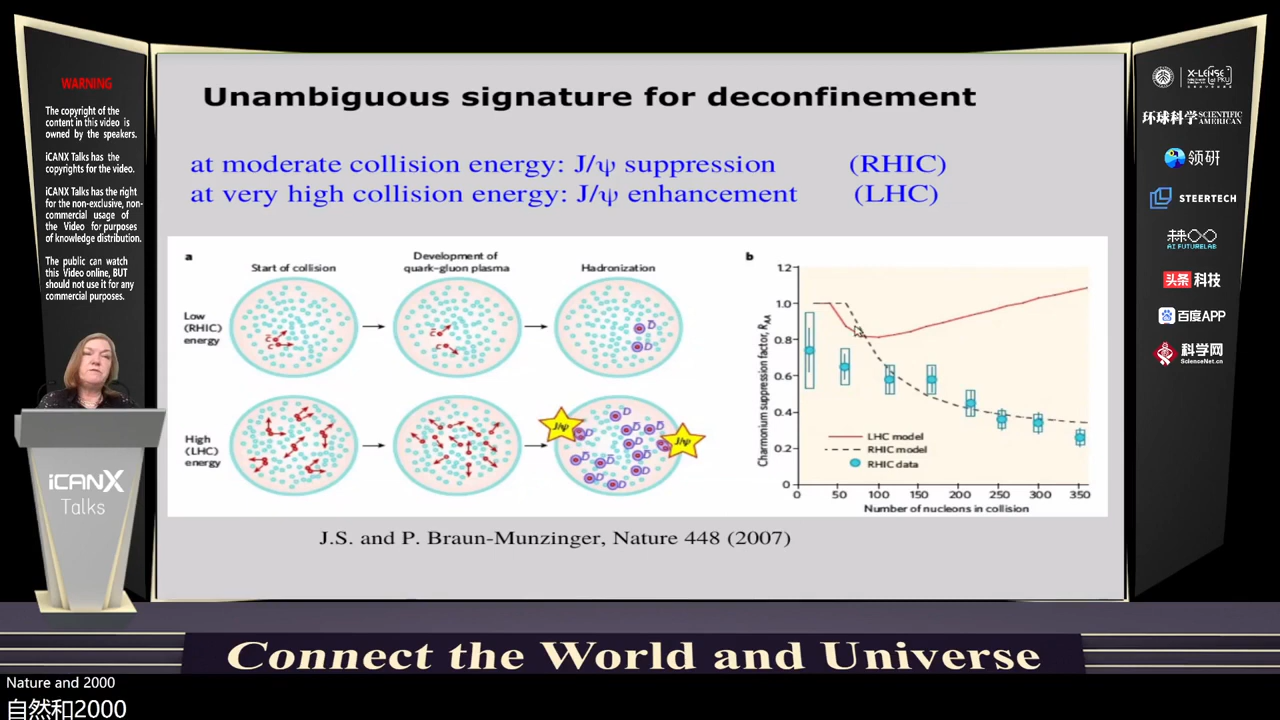 WARNING
The copyright of the
content in this video is
owned by the speakers.
iCANX Talks has the
copyrights for the video.
iCANX Talks has the right
for the non-exclusive, non-
commercial usage of
the Video for purposes
of knowledge distribution.
The public can watch
this Video online, BUT
should not use it for any
commercial purposes.
iCANX
Talks
Unambiguous signature for deconfinement
at moderate collision energy: J/ψ suppression (RHIC)
at very high collision energy: J/ψ enhancement (LHC)
a
Start of collision
Development of
quark–gluon plasma
Hadronization
Low
(RHIC)
energy
c̄
c
c̄
c
D̄
D
High
(LHC)
energy
J/ψ
J/ψ
D
D̄
D̄
D
D
D
D̄
D̄
D
D̄
D
b
Charmonium suppression factor, RAA
1.2
1.0
0.8
0.6
0.4
0.2
0
LHC model
RHIC model
RHIC data
0 50 100 150 200 250 300 350
Number of nucleons in collision
J.S. and P. Braun-Munzinger, Nature 448 (2007)
X-LENSE
环球科学 SCIENTIFIC AMERICAN
领研
STEERTECH
AI FUTURELAB
头条 科技
百度APP
科学网
ScienceNet.cn
Connect the World and Universe
Nature and 2000
自然和2000